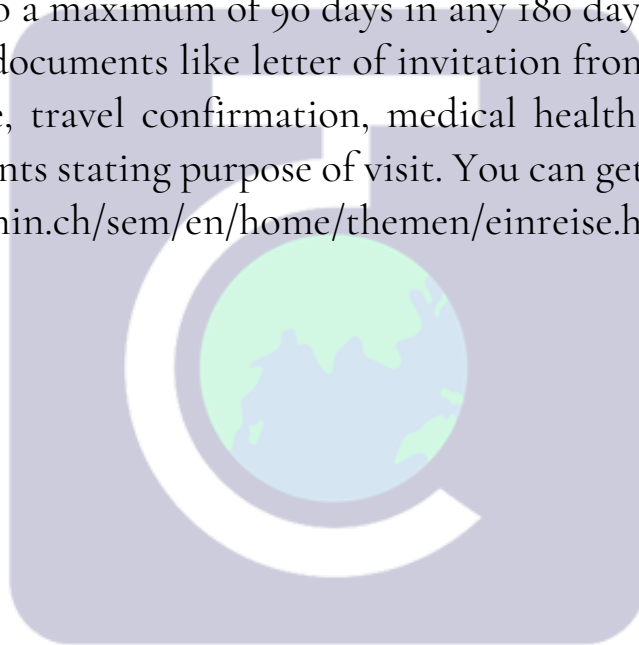 o a maximum of 90 days in any 180 day
documents like letter of invitation from
e, travel confirmation, medical health
nts stating purpose of visit. You can get
min.ch/sem/en/home/themen/einreise.h